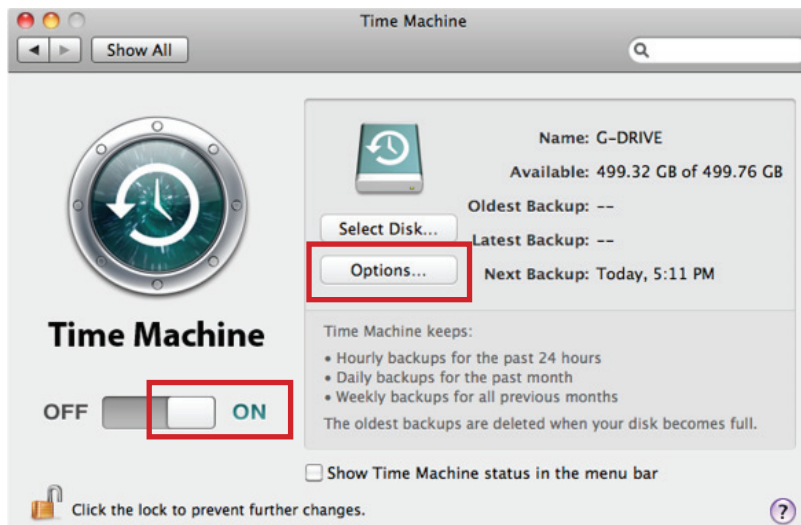 Time Machine
Show All
Name: G-DRIVE
Available: 499.32 GB of 499.76 GB
Oldest Backup: --
Select Disk...
Latest Backup: --
Options...
Next Backup: Today, 5:11 PM
Time Machine
Time Machine keeps:
• Hourly backups for the past 24 hours
• Daily backups for the past month
• Weekly backups for all previous months
The oldest backups are deleted when your disk becomes full.
OFF ON
Show Time Machine status in the menu bar
Click the lock to prevent further changes.
?